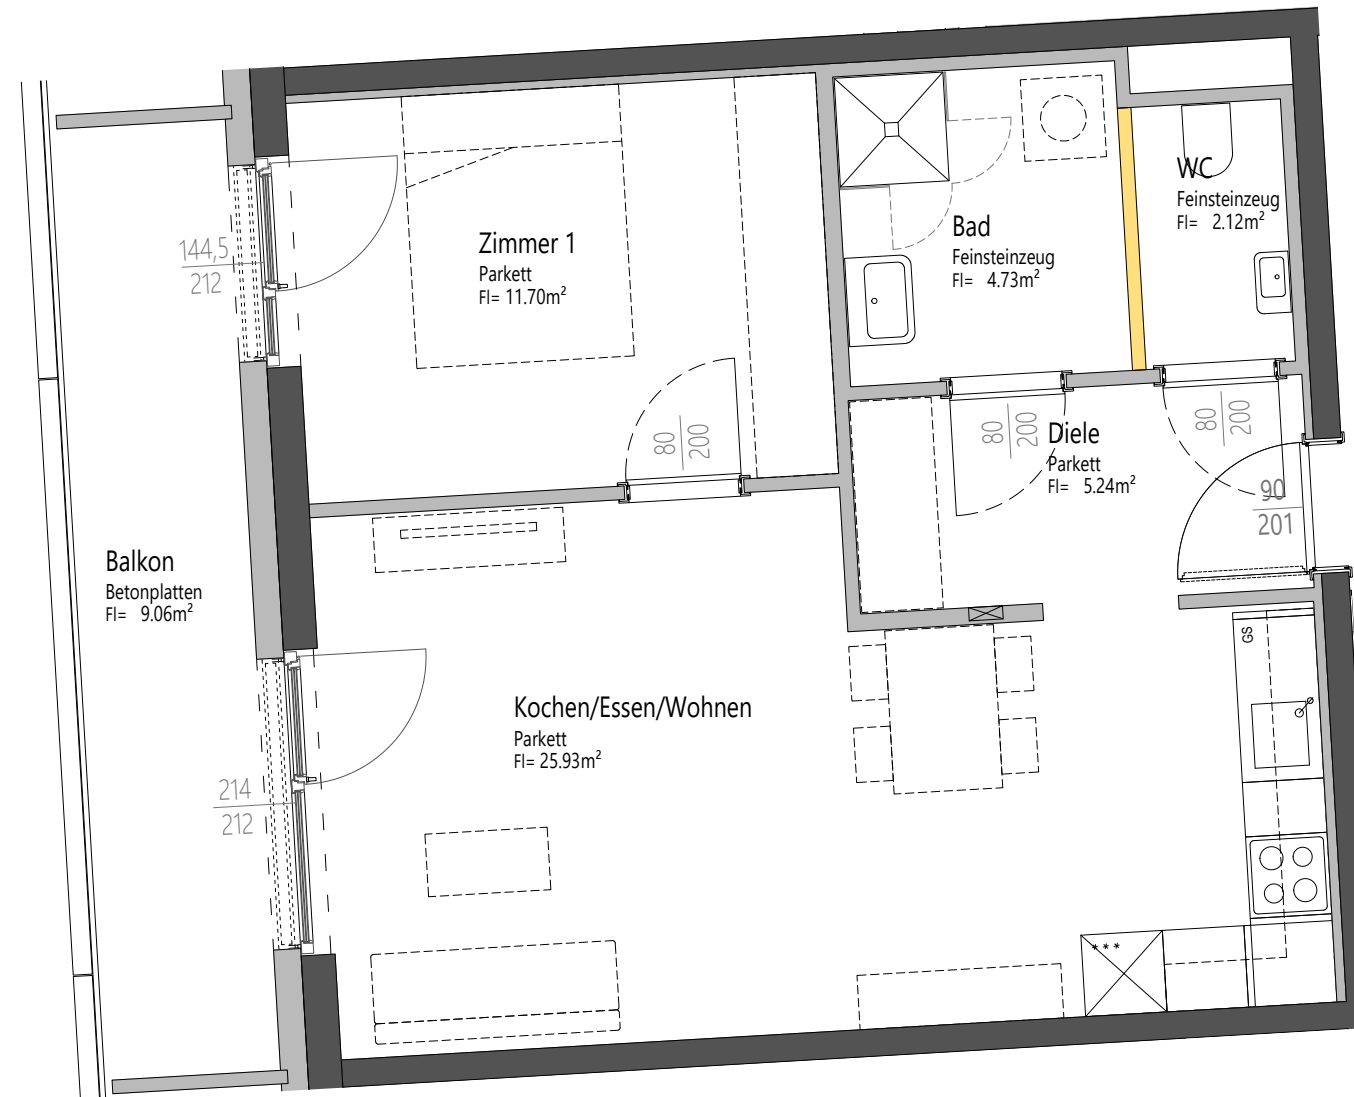 WC
Feinsteinzeug
Fl= 2.12m²
Bad
Feinsteinzeug
Fl= 4.73m²
Zimmer 1
Parkett
Fl= 11.70m²
144,5
212
80
200
80
200
80
200
Diele
Parkett
Fl= 5.24m²
90
201
Balkon
Betonplatten
Fl= 9.06m²
GS
Kochen/Essen/Wohnen
Parkett
Fl= 25.93m²
214
212
***